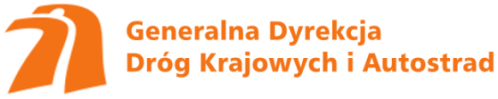 Generalna Dyrekcja
Dróg Krajowych i Autostrad